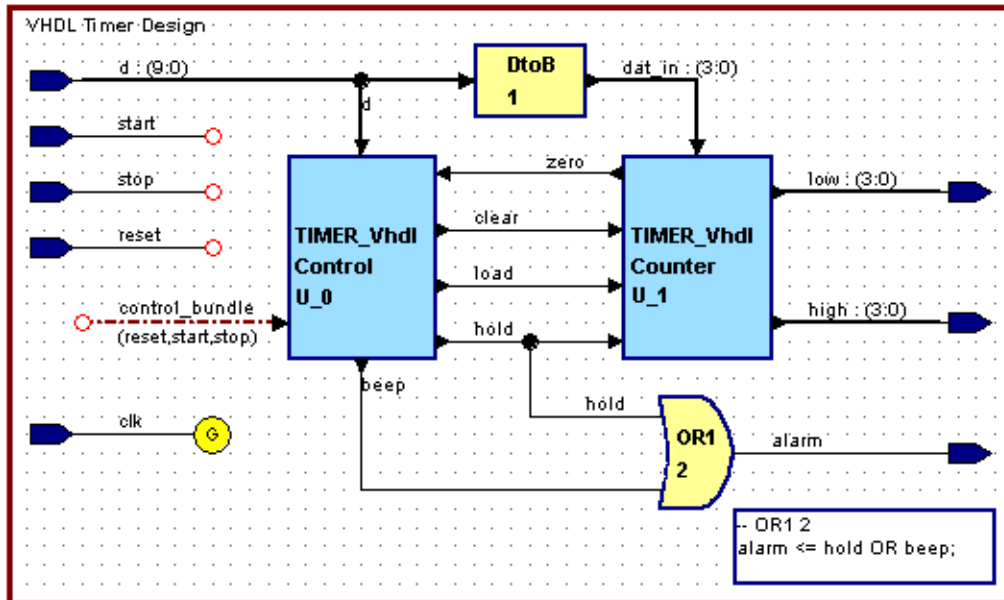 VHDL Timer Design
d : (9:0)
DtoB
1
dat_in : (3:0)
d
start
stop
reset
control_bundle
(reset,start,stop)
clk
G
TIMER_Vhdl
Control
U_0
zero
clear
load
hold
beep
TIMER_Vhdl
Counter
U_1
low : (3:0)
high : (3:0)
hold
OR1
2
alarm
-- OR1 2
alarm <= hold OR beep;